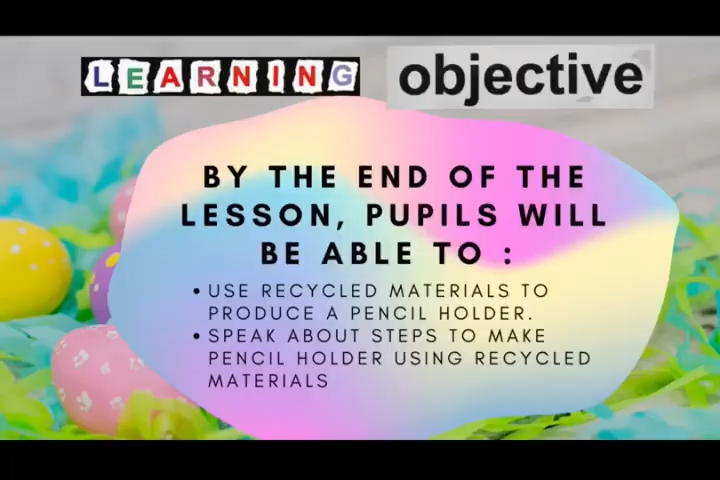 LEARNING objective
BY THE END OF THE
LESSON, PUPILS WILL
BE ABLE TO :
• USE RECYCLED MATERIALS TO
PRODUCE A PENCIL HOLDER.
• SPEAK ABOUT STEPS TO MAKE
PENCIL HOLDER USING RECYCLED
MATERIALS